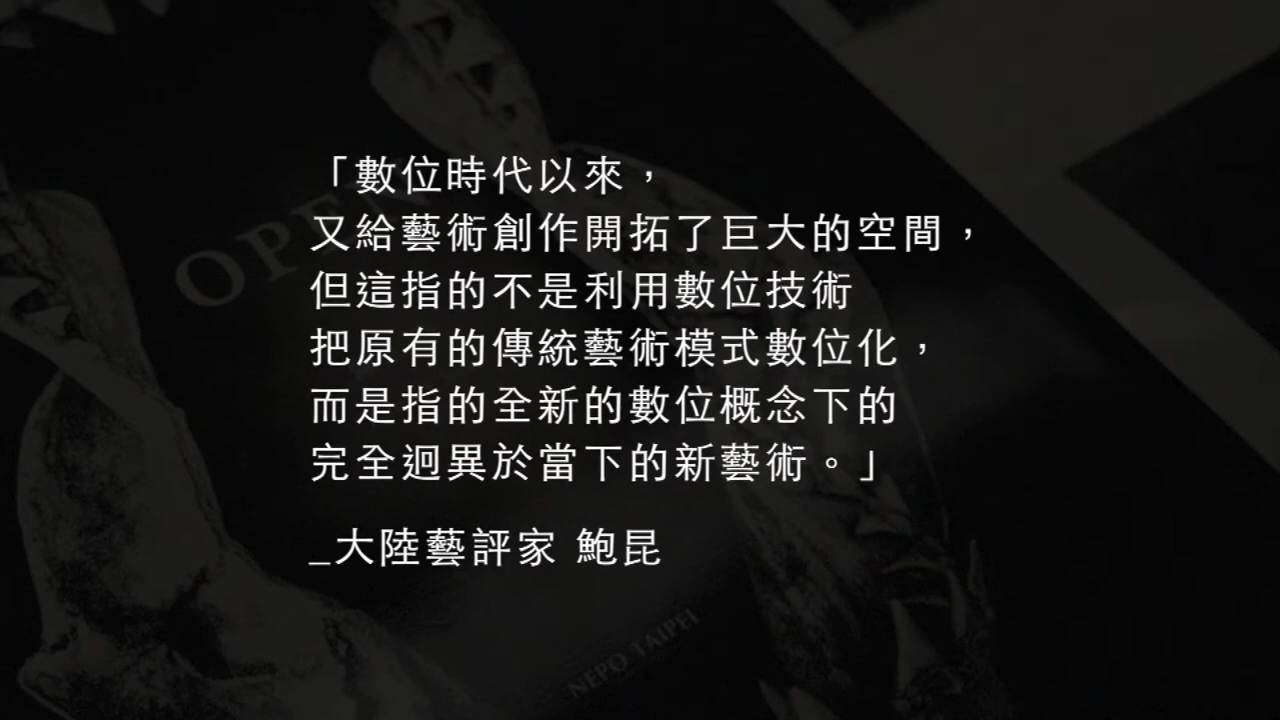 「數位時代以來，
又給藝術創作開拓了巨大的空間，
但這指的不是利用數位技術
把原有的傳統藝術模式數位化，
而是指的全新的數位概念下的
完全迥異於當下的新藝術。」
_大陸藝評家 鮑昆
OPEN
NEPO TAIPEI